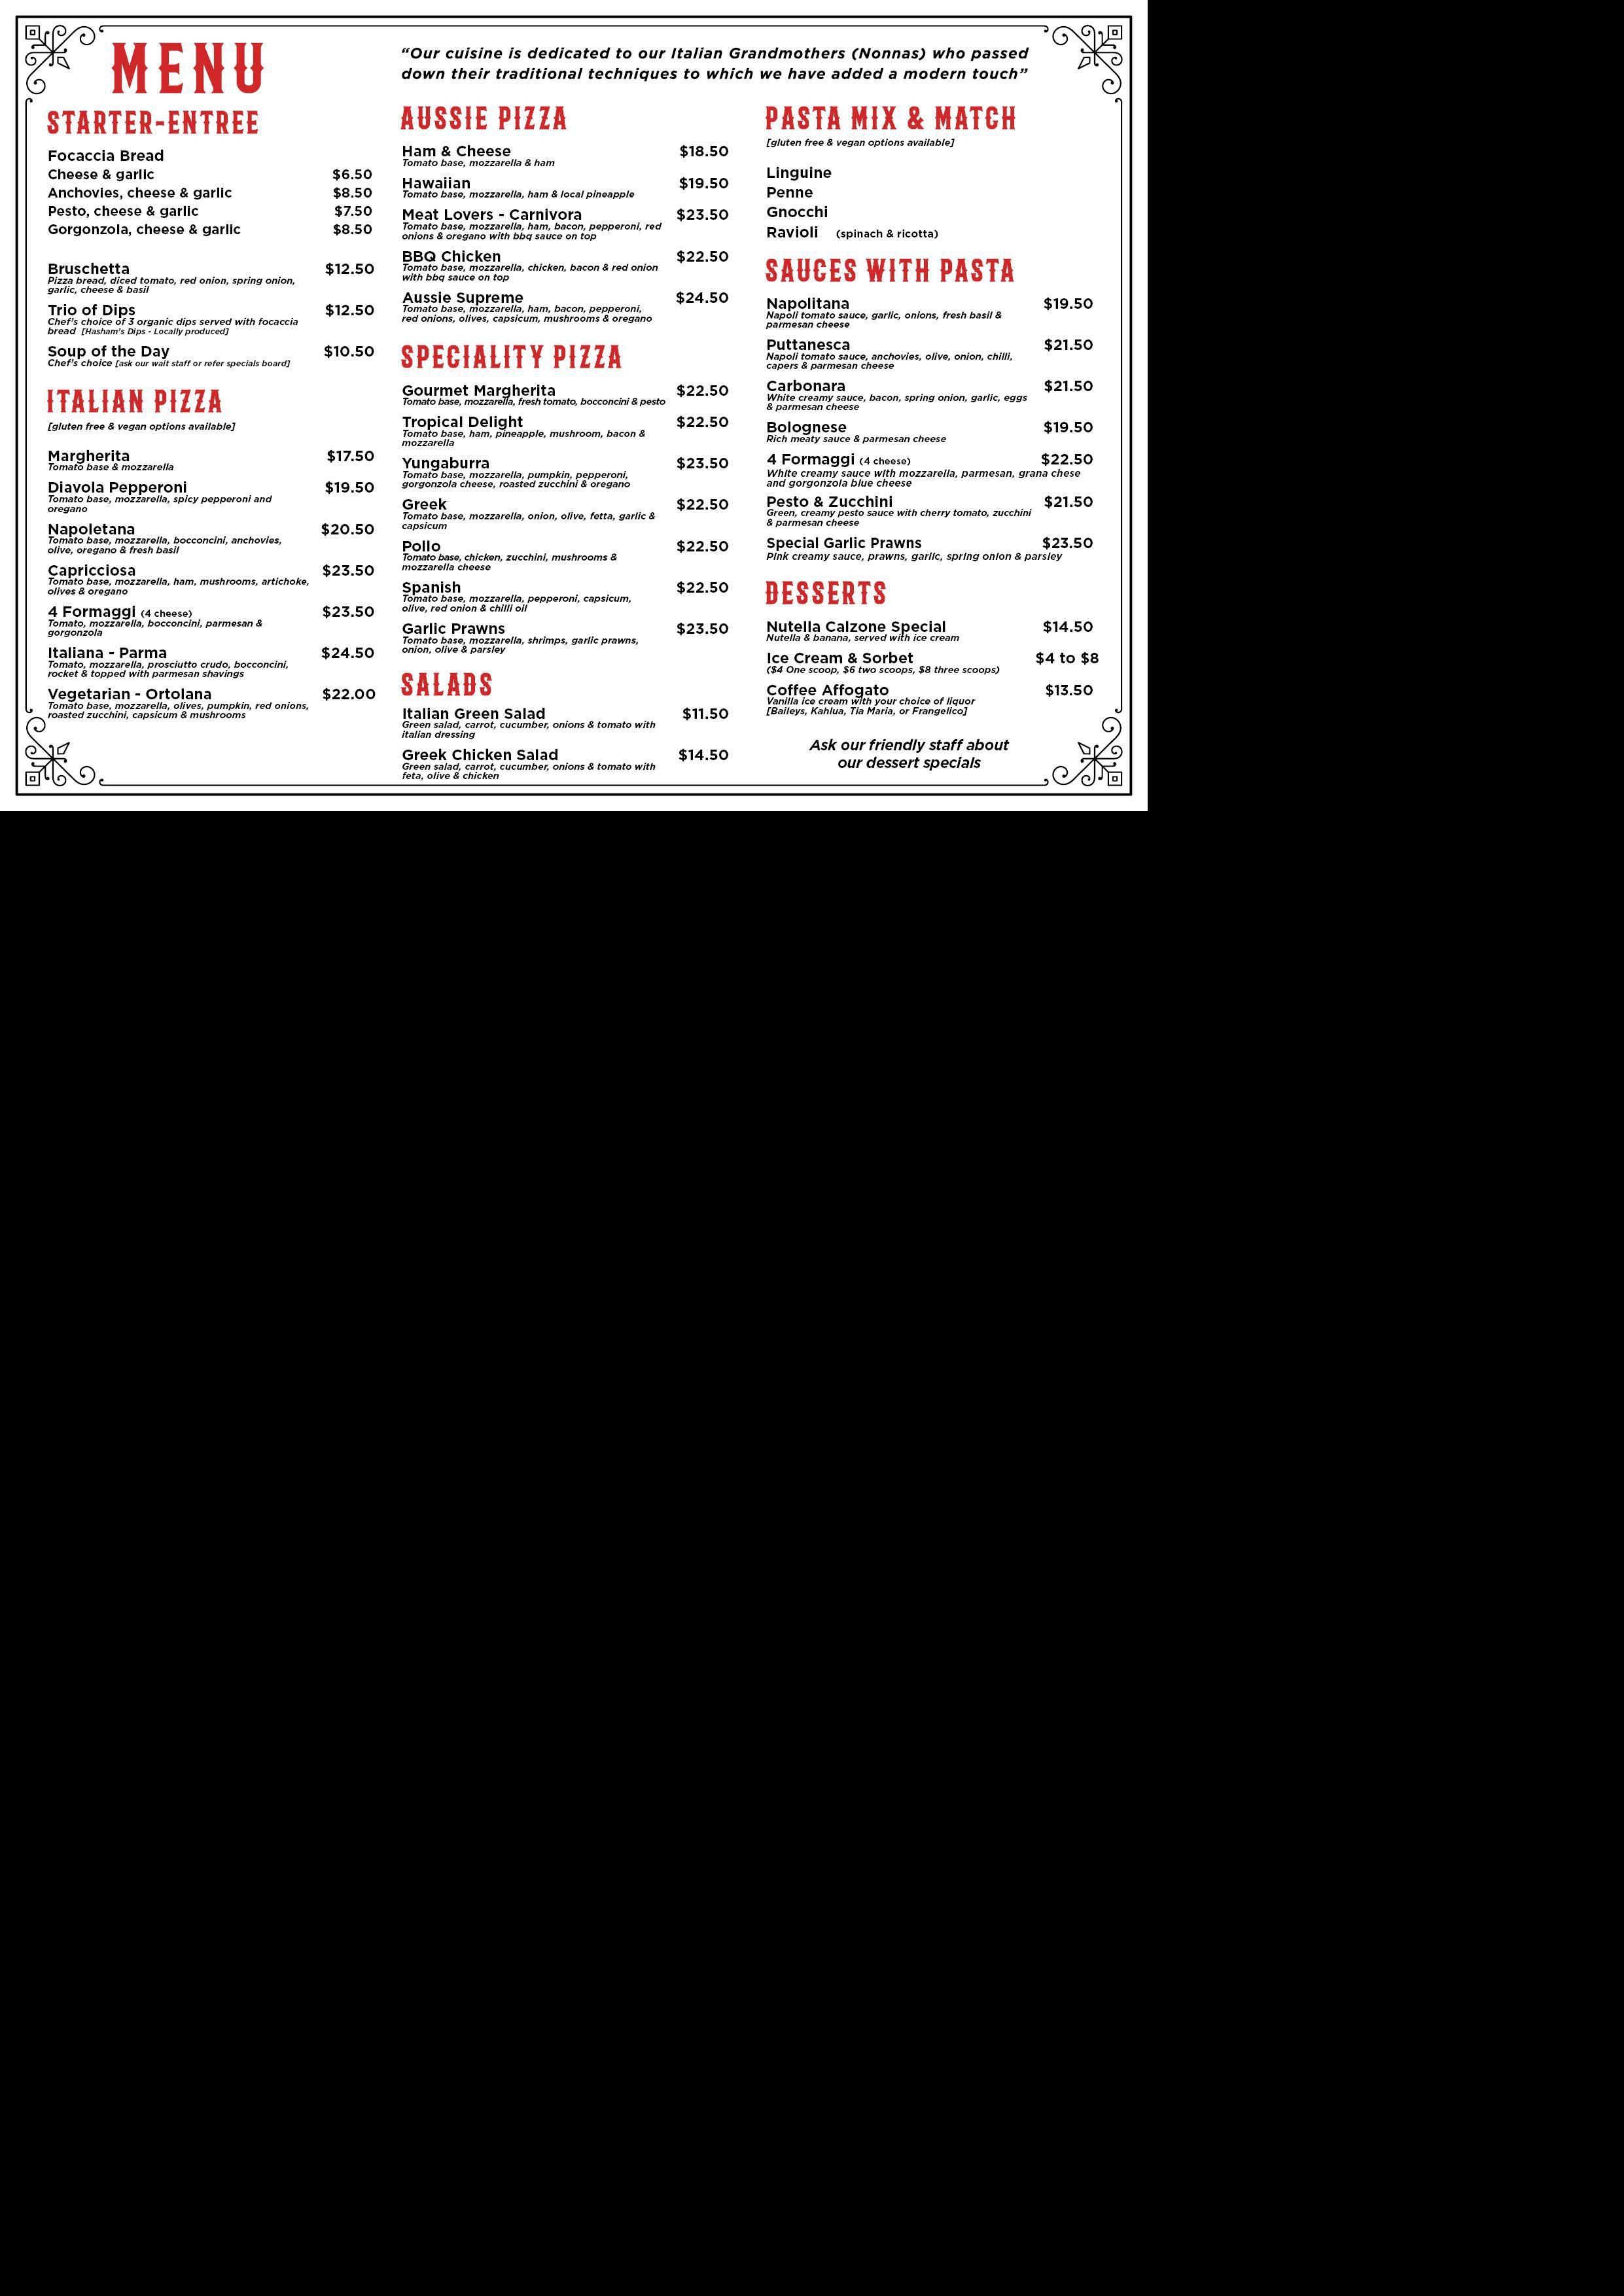 MENU
"Our cuisine is dedicated to our Italian Grandmothers (Nonnas) who passed
down their traditional techniques to which we have added a modern touch"
STARTER-ENTREE
Focaccia Bread
Cheese & garlic $6.50
Anchovies, cheese & garlic $8.50
Pesto, cheese & garlic $7.50
Gorgonzola, cheese & garlic $8.50
Bruschetta $12.50
Pizza bread, diced tomato, red onion, spring onion,
garlic, cheese & basil
Trio of Dips $12.50
Chef's choice of 3 organic dips served with focaccia
bread [Hasham's Dips - Locally produced]
Soup of the Day $10.50
Chef's choice [ask our wait staff or refer specials board]
ITALIAN PIZZA
[gluten free & vegan options available]
Margherita $17.50
Tomato base & mozzarella
Diavola Pepperoni $19.50
Tomato base, mozzarella, spicy pepperoni and
oregano
Napoletana $20.50
Tomato base, mozzarella, bocconcini, anchovies,
olive, oregano & fresh basil
Capricciosa $23.50
Tomato base, mozzarella, ham, mushrooms, artichoke,
olives & oregano
4 Formaggi (4 cheese) $23.50
Tomato, mozzarella, bocconcini, parmesan &
gorgonzola
Italiana - Parma $24.50
Tomato, mozzarella, prosciutto crudo, bocconcini,
rocket & topped with parmesan shavings
Vegetarian - Ortolana $22.00
Tomato base, mozzarella, olives, pumpkin, red onions,
roasted zucchini, capsicum & mushrooms
AUSSIE PIZZA
Ham & Cheese $18.50
Tomato base, mozzarella & ham
Hawaiian $19.50
Tomato base, mozzarella, ham & local pineapple
Meat Lovers - Carnivora $23.50
Tomato base, mozzarella, ham, bacon, pepperoni, red
onions & oregano with bbq sauce on top
BBQ Chicken $22.50
Tomato base, mozzarella, chicken, bacon & red onion
with bbq sauce on top
Aussie Supreme $24.50
Tomato base, mozzarella, ham, bacon, pepperoni,
red onions, olives, capsicum, mushrooms & oregano
SPECIALITY PIZZA
Gourmet Margherita $22.50
Tomato base, mozzarella, fresh tomato, bocconcini & pesto
Tropical Delight $22.50
Tomato base, ham, pineapple, mushroom, bacon &
mozzarella
Yungaburra $23.50
Tomato base, mozzarella, pumpkin, pepperoni,
gorgonzola cheese, roasted zucchini & oregano
Greek $22.50
Tomato base, mozzarella, onion, olive, fetta, garlic &
capsicum
Pollo $22.50
Tomato base, chicken, zucchini, mushrooms &
mozzarella cheese
Spanish $22.50
Tomato base, mozzarella, pepperoni, capsicum,
olive, red onion & chilli oil
Garlic Prawns $23.50
Tomato base, mozzarella, shrimps, garlic prawns,
onion, olive & parsley
SALADS
Italian Green Salad $11.50
Green salad, carrot, cucumber, onions & tomato with
italian dressing
Greek Chicken Salad $14.50
Green salad, carrot, cucumber, onions & tomato with
feta, olive & chicken
PASTA MIX & MATCH
[gluten free & vegan options available]
Linguine
Penne
Gnocchi
Ravioli (spinach & ricotta)
SAUCES WITH PASTA
Napolitana $19.50
Napoli tomato sauce, garlic, onions, fresh basil &
parmesan cheese
Puttanesca $21.50
Napoli tomato sauce, anchovies, olive, onion, chilli,
capers & parmesan cheese
Carbonara $21.50
White creamy sauce, bacon, spring onion, garlic, eggs
& parmesan cheese
Bolognese $19.50
Rich meaty sauce & parmesan cheese
4 Formaggi (4 cheese) $22.50
White creamy sauce with mozzarella, parmesan, grana chese
and gorgonzola blue cheese
Pesto & Zucchini $21.50
Green, creamy pesto sauce with cherry tomato, zucchini
& parmesan cheese
Special Garlic Prawns $23.50
Pink creamy sauce, prawns, garlic, spring onion & parsley
DESSERTS
Nutella Calzone Special $14.50
Nutella & banana, served with ice cream
Ice Cream & Sorbet $4 to $8
($4 One scoop, $6 two scoops, $8 three scoops)
Coffee Affogato $13.50
Vanilla ice cream with your choice of liquor
[Baileys, Kahlua, Tia Maria, or Frangelico]
Ask our friendly staff about
our dessert specials